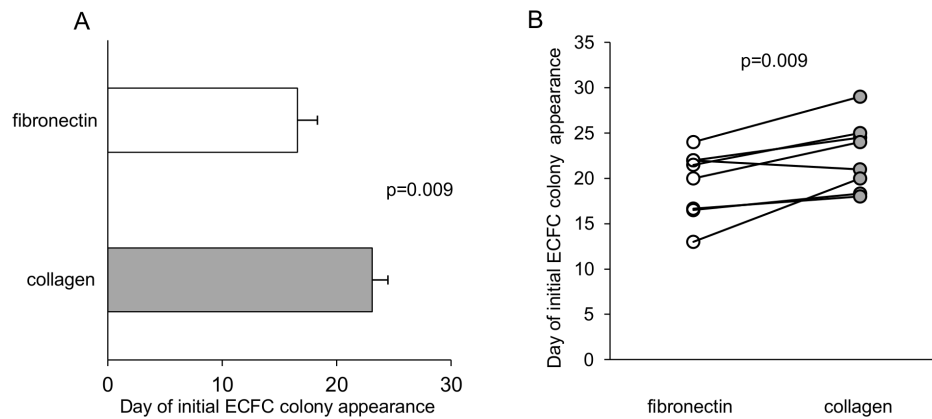 A
fibronectin
p=0.009
collagen
0 10 20 30
Day of initial ECFC colony appearance
B
Day of initial ECFC colony appearance
35
30
25
20
15
10
5
0
p=0.009
fibronectin collagen